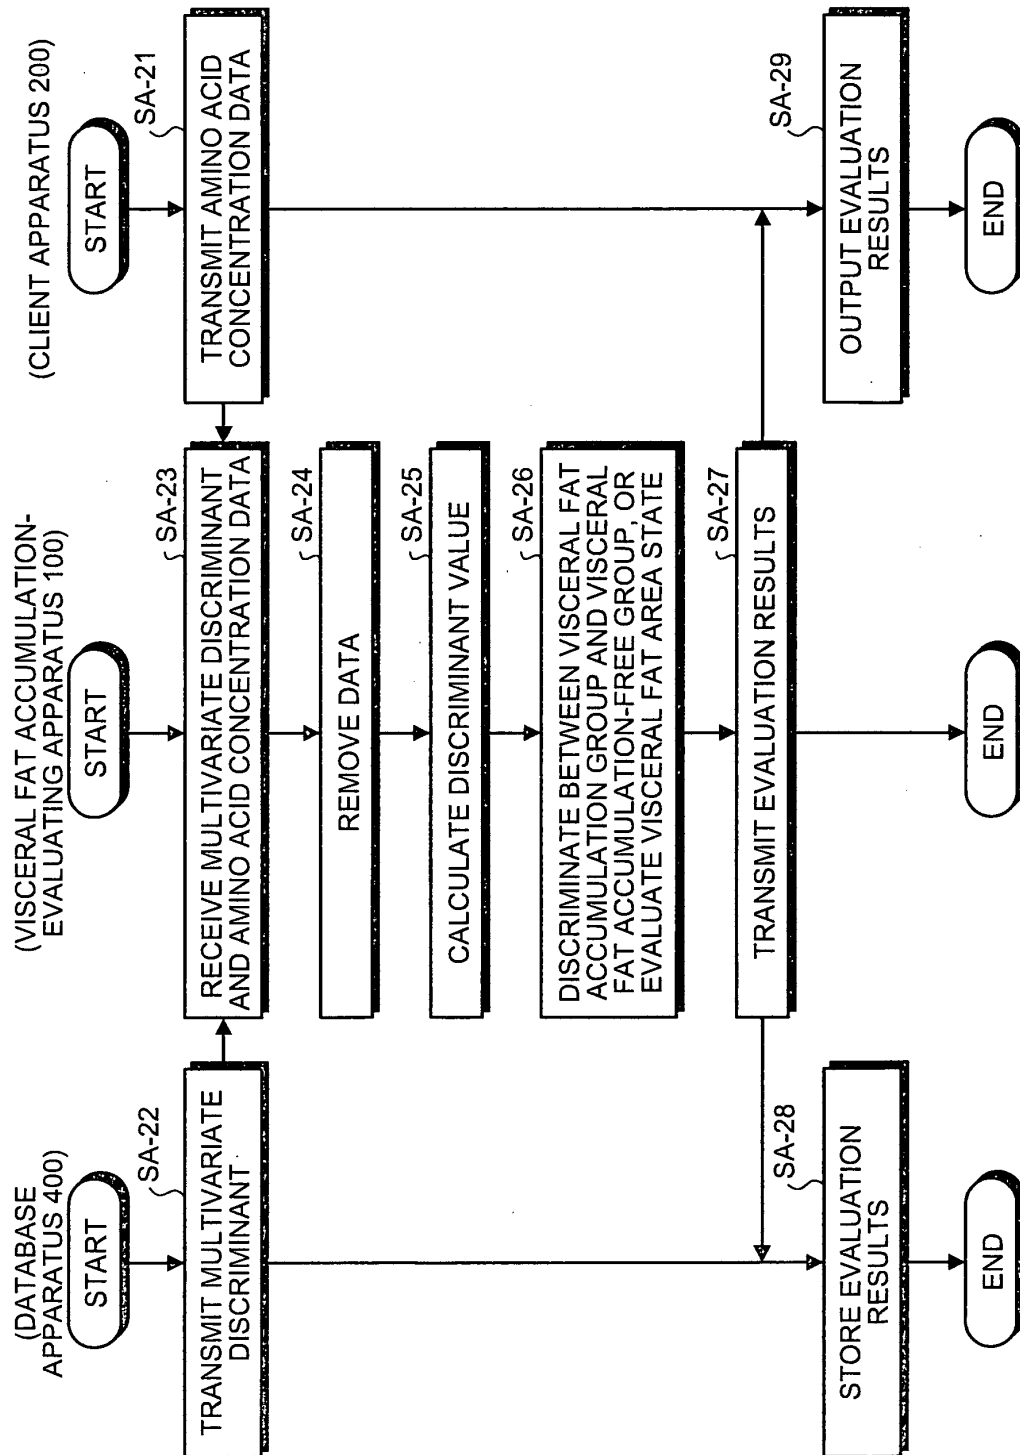 (DATABASE
APPARATUS 400)
START
SA-22
TRANSMIT MULTIVARIATE
DISCRIMINANT
SA-28
STORE EVALUATION
RESULTS
END
(VISCERAL FAT ACCUMULATION-
EVALUATING APPARATUS 100)
START
SA-23
RECEIVE MULTIVARIATE DISCRIMINANT
AND AMINO ACID CONCENTRATION DATA
SA-24
REMOVE DATA
SA-25
CALCULATE DISCRIMINANT VALUE
SA-26
DISCRIMINATE BETWEEN VISCERAL FAT
ACCUMULATION GROUP AND VISCERAL
FAT ACCUMULATION-FREE GROUP, OR
EVALUATE VISCERAL FAT AREA STATE
SA-27
TRANSMIT EVALUATION RESULTS
END
(CLIENT APPARATUS 200)
START
SA-21
TRANSMIT AMINO ACID
CONCENTRATION DATA
SA-29
OUTPUT EVALUATION
RESULTS
END